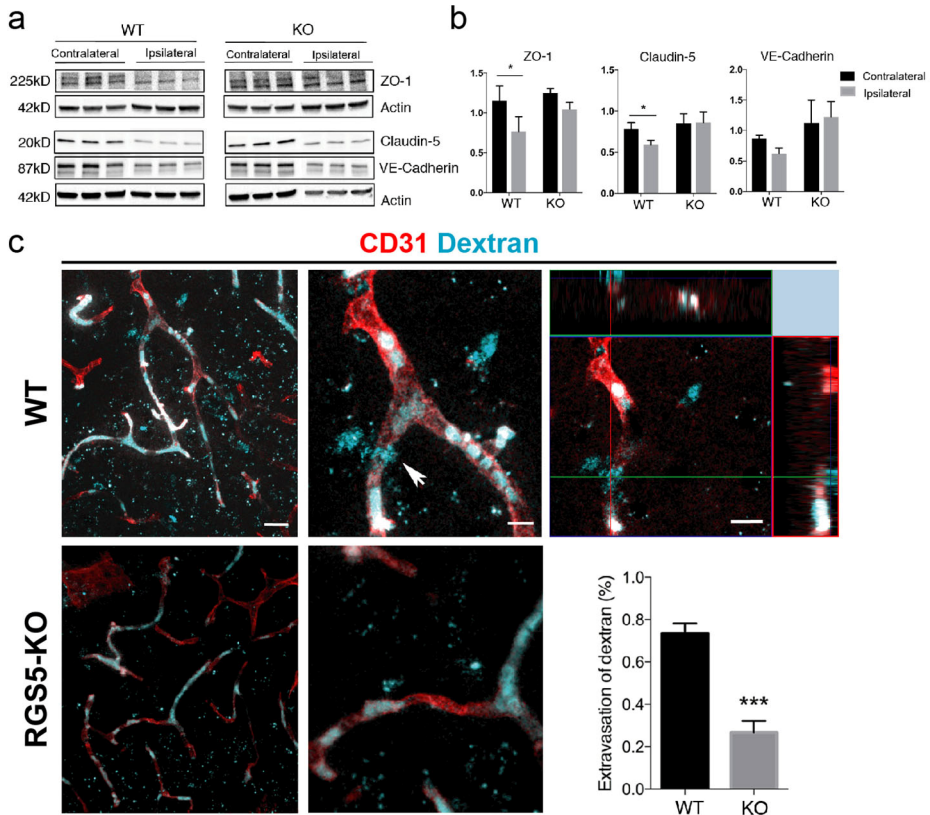 a
WT
KO
Contralateral Ipsilateral
Contralateral Ipsilateral
225kD
ZO-1
42kD
Actin
20kD
Claudin-5
87kD
VE-Cadherin
42kD
Actin
b
ZO-1
Claudin-5
VE-Cadherin
Contralateral
Ipsilateral
1.5
1.0
0.5
0.0
*
WT KO
1.5
1.0
0.5
0.0
*
WT KO
2.0
1.5
1.0
0.5
0.0
WT KO
c
CD31 Dextran
WT
RGS5-KO
Extravasation of dextran (%)
1.0
0.8
0.6
0.4
0.2
0.0
***
WT KO